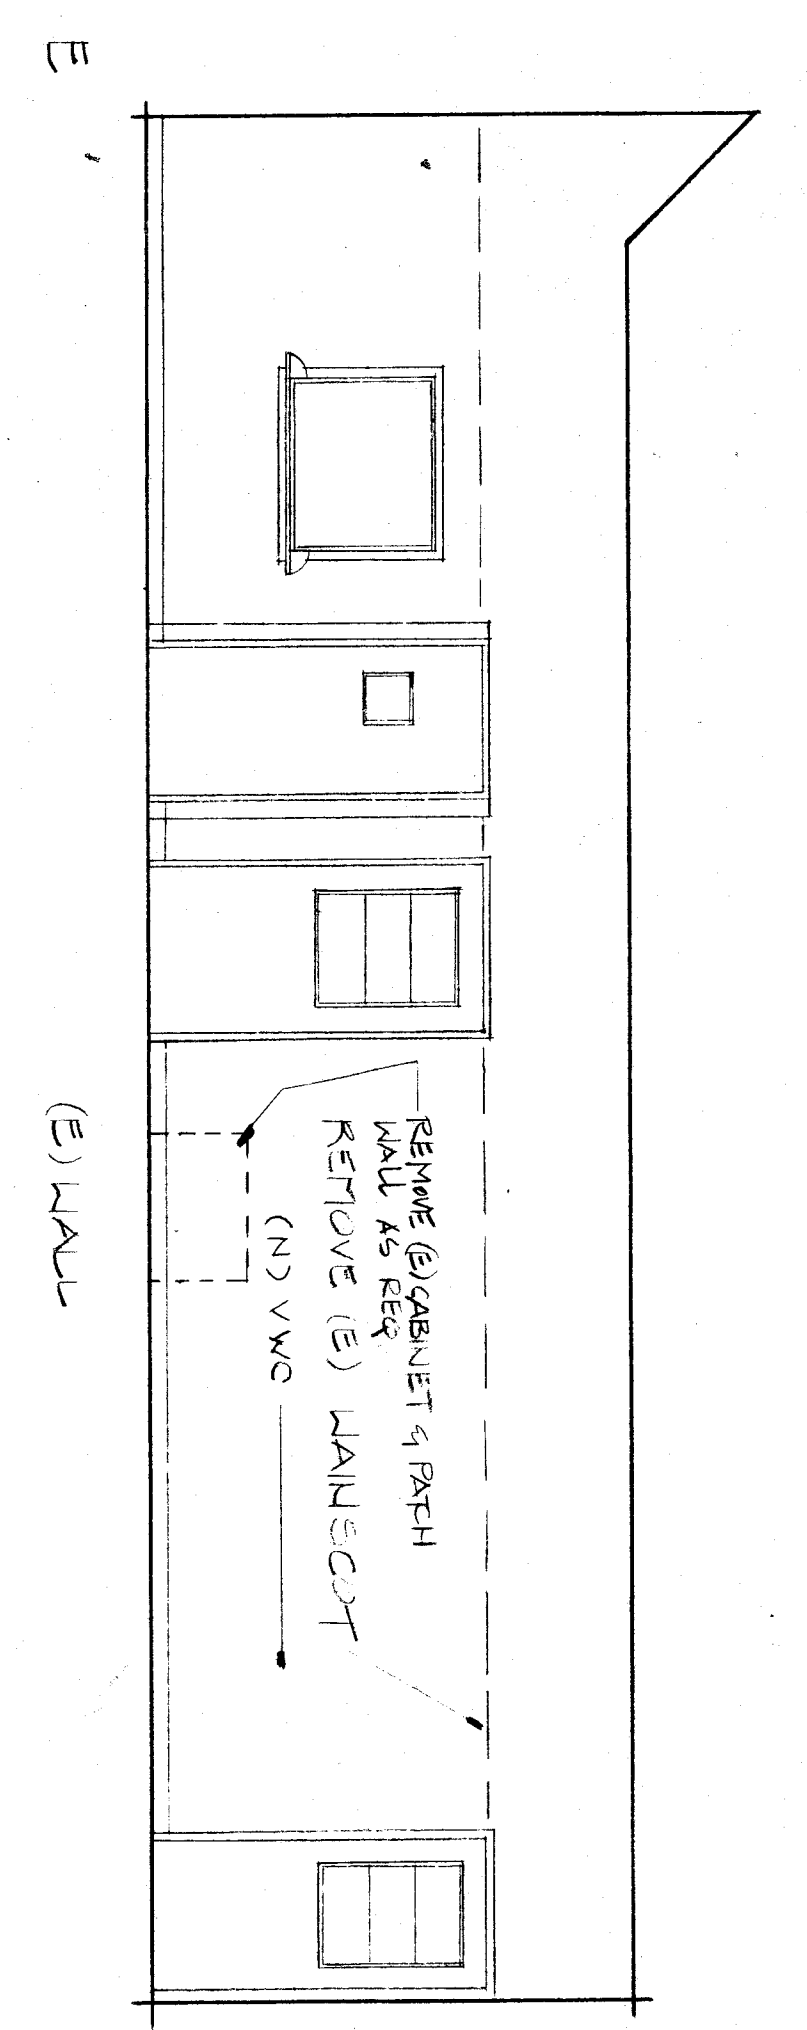 E
REMOVE (E) CABINET & PATCH
WALL AS REQ
REMOVE (E) WAINSCOT
(N) VWC
(E) WALL